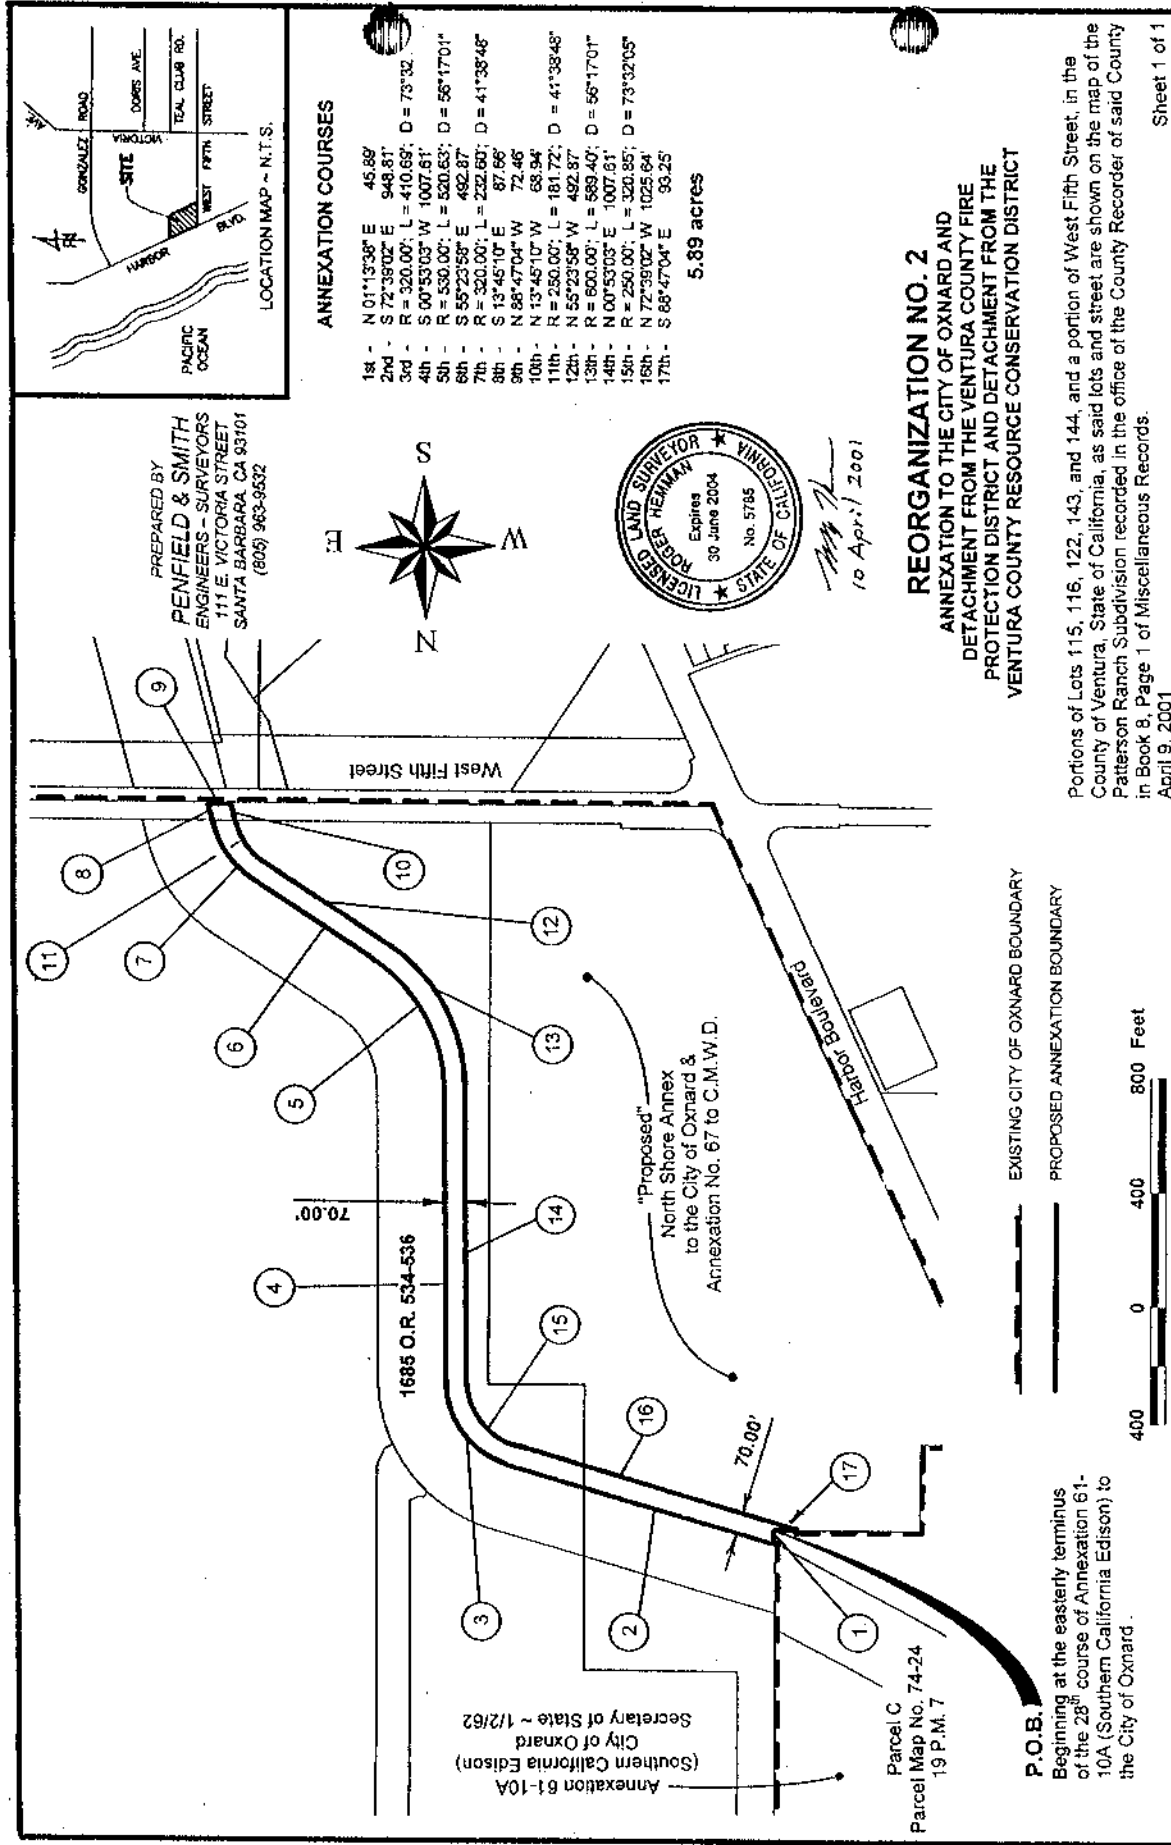 GONZALEZ ROAD
DORIS AVE.
TEAL CLUB RD.
VICTORIA
AVE.
SITE
WEST FIFTH STREET
HARBOR
BLVD.
PACIFIC
OCEAN
LOCATION MAP ~ N.T.S.
PREPARED BY
PENFIELD & SMITH
ENGINEERS - SURVEYORS
111 E. VICTORIA STREET
SANTA BARBARA, CA 93101
(805) 963-9532
N
E
S
W
ANNEXATION COURSES
1st - N 01°13'38" E 45.89'
2nd - S 72°39'02" E 948.81'
3rd - R = 320.00'; L = 410.69'; D = 73°32
4th - S 00°53'03" W 1007.61'
5th - R = 530.00'; L = 520.63'; D = 56°17'01"
6th - S 55°23'58" E 492.87'
7th - R = 320.00'; L = 232.60'; D = 41°38'48"
8th - S 13°45'10" E 87.66'
9th - N 88°47'04" W 72.46'
10th - N 13°45'10" W 68.94'
11th - R = 250.00'; L = 181.72'; D = 41°38'48"
12th - N 55°23'58" W 492.87'
13th - R = 600.00'; L = 589.40'; D = 56°17'01"
14th - N 00°53'03" E 1007.61'
15th - R = 250.00'; L = 320.85'; D = 73°32'05"
16th - N 72°39'02" W 1025.64'
17th - S 88°47'04" E 93.25'
5.89 acres
LICENSED LAND SURVEYOR
ROGER HEMMAN
Expires
30 June 2004
No. 5785
STATE OF CALIFORNIA
10 April 2001
REORGANIZATION NO. 2
ANNEXATION TO THE CITY OF OXNARD AND
DETACHMENT FROM THE VENTURA COUNTY FIRE
PROTECTION DISTRICT AND DETACHMENT FROM THE
VENTURA COUNTY RESOURCE CONSERVATION DISTRICT
Portions of Lots 115, 116, 122, 143, and 144, and a portion of West Fifth Street, in the
County of Ventura, State of California, as said lots and street are shown on the map of the
Patterson Ranch Subdivision recorded in the office of the County Recorder of said County
in Book 8, Page 1 of Miscellaneous Records.
April 9, 2001
Sheet 1 of 1
West Fifth Street
Harbor Boulevard
1
2
3
4
5
6
7
8
9
10
11
12
13
14
15
16
17
70.00'
70.00'
1685 O.R. 534-536
"Proposed"
North Shore Annex
to the City of Oxnard &
Annexation No. 67 to C.M.W.D.
Annexation 61-10A
(Southern California Edison)
City of Oxnard
Secretary of State ~ 1/2/62
Parcel C
Parcel Map No. 74-24
19 P.M. 7
P.O.B.
Beginning at the easterly terminus
of the 28th course of Annexation 61-
10A (Southern California Edison) to
the City of Oxnard.
EXISTING CITY OF OXNARD BOUNDARY
PROPOSED ANNEXATION BOUNDARY
400 0 400 800 Feet